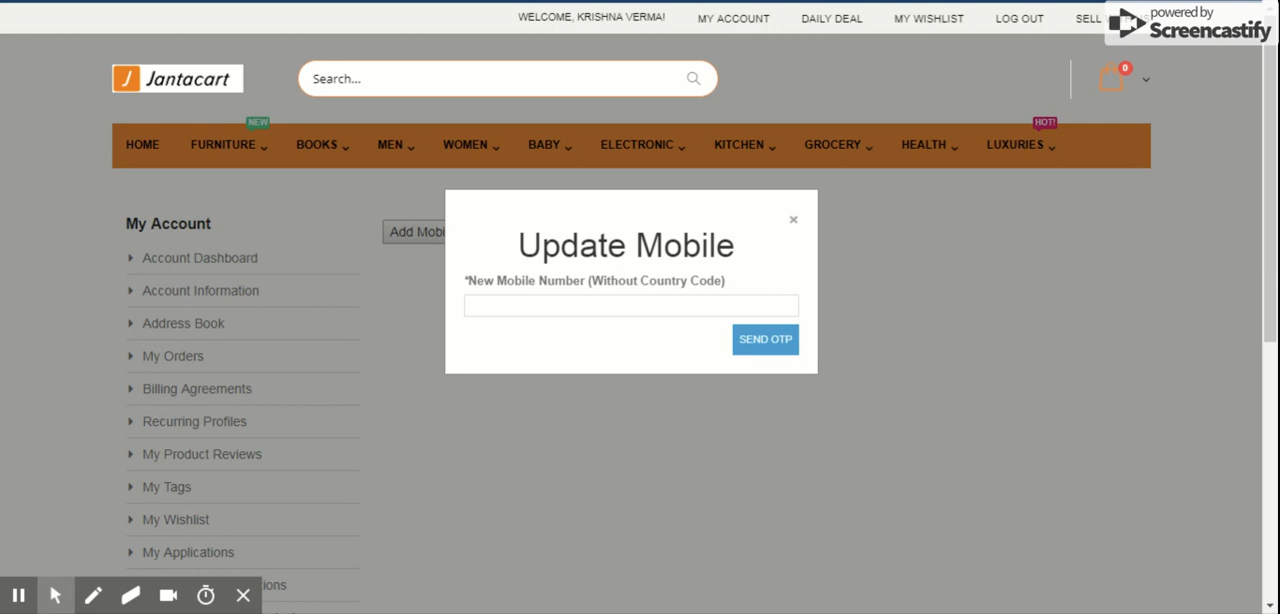 WELCOME, KRISHNA VERMA! MY ACCOUNT DAILY DEAL MY WISHLIST LOG OUT SELL
powered by
Screencastify
J Jantacart
Search...
0
NEW
HOT!
HOME FURNITURE BOOKS MEN WOMEN BABY ELECTRONIC KITCHEN GROCERY HEALTH LUXURIES
My Account
Add Mobi
×
Update Mobile
*New Mobile Number (Without Country Code)
SEND OTP
Account Dashboard
Account Information
Address Book
My Orders
Billing Agreements
Recurring Profiles
My Product Reviews
My Tags
My Wishlist
My Applications
ions